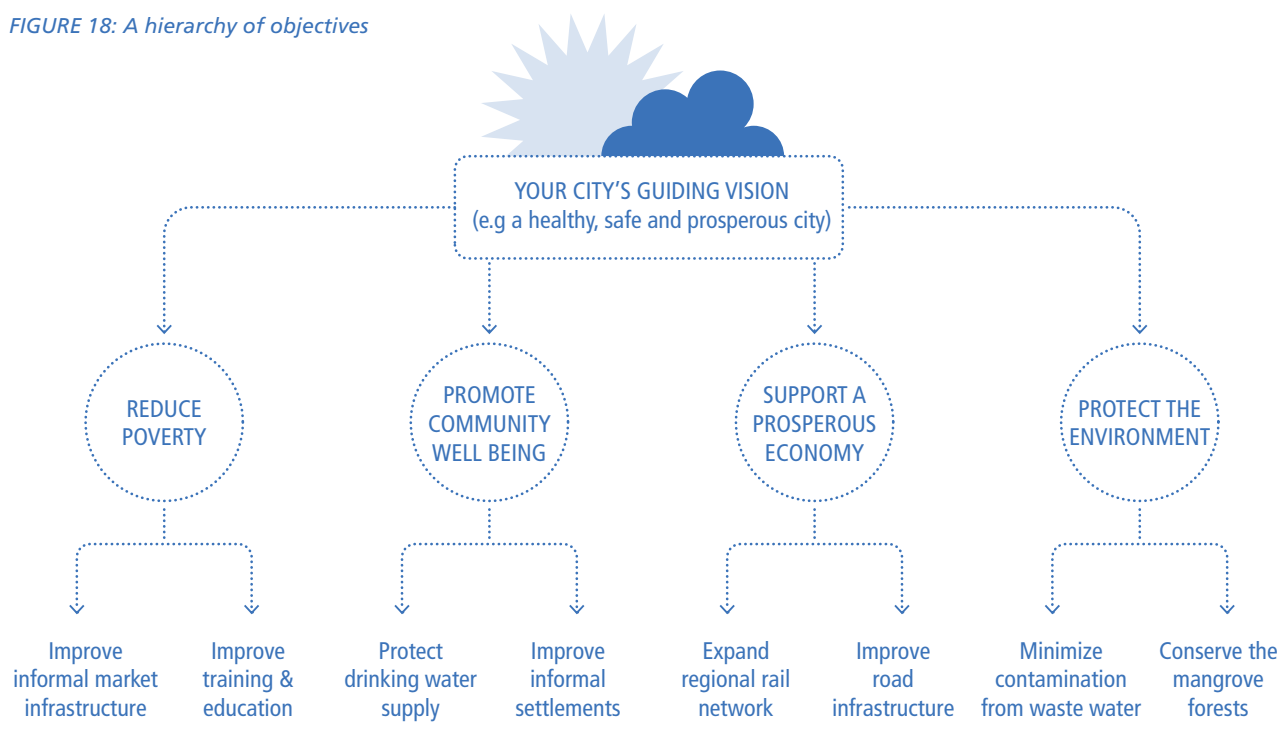 FIGURE 18: A hierarchy of objectives
YOUR CITY'S GUIDING VISION
(e.g a healthy, safe and prosperous city)
REDUCE
POVERTY
PROMOTE
COMMUNITY
WELL BEING
SUPPORT A
PROSPEROUS
ECONOMY
PROTECT THE
ENVIRONMENT
Improve
informal market
infrastructure
Improve
training &
education
Protect
drinking water
supply
Improve
informal
settlements
Expand
regional rail
network
Improve
road
infrastructure
Minimize
contamination
from waste water
Conserve the
mangrove
forests